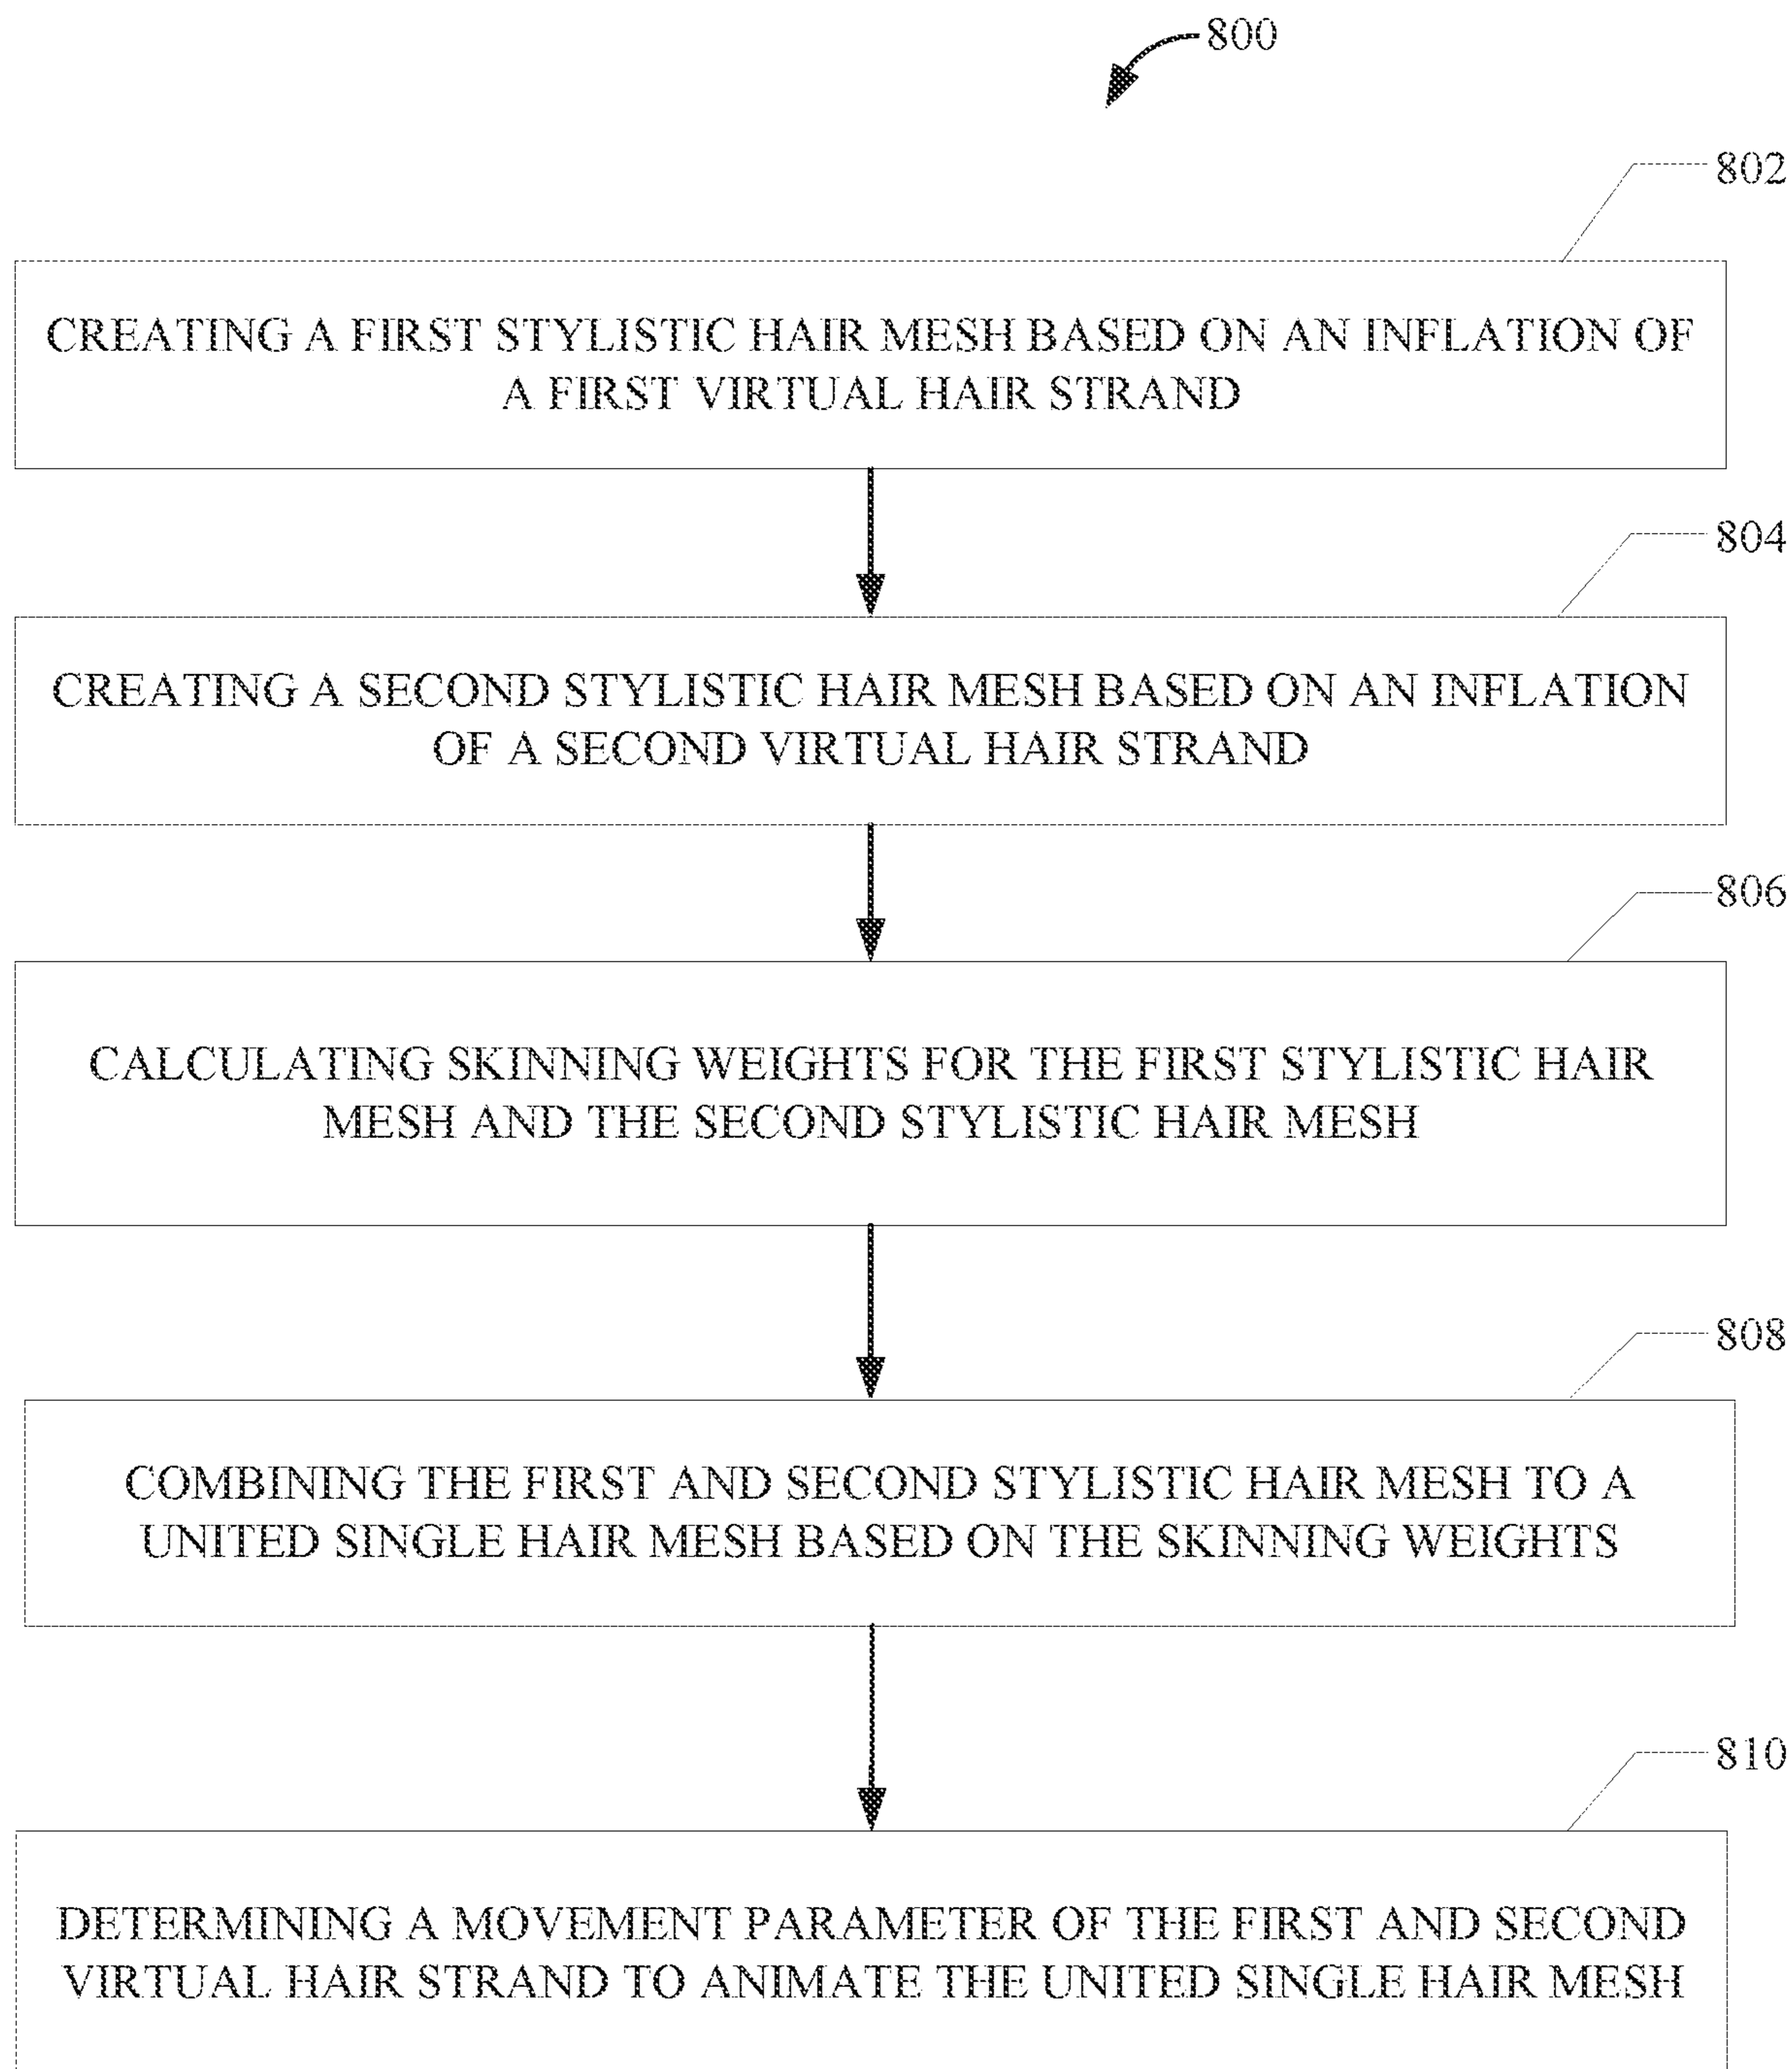 800
802
CREATING A FIRST STYLISTIC HAIR MESH BASED ON AN INFLATION OF
A FIRST VIRTUAL HAIR STRAND
804
CREATING A SECOND STYLISTIC HAIR MESH BASED ON AN INFLATION
OF A SECOND VIRTUAL HAIR STRAND
806
CALCULATING SKINNING WEIGHTS FOR THE FIRST STYLISTIC HAIR
MESH AND THE SECOND STYLISTIC HAIR MESH
808
COMBINING THE FIRST AND SECOND STYLISTIC HAIR MESH TO A
UNITED SINGLE HAIR MESH BASED ON THE SKINNING WEIGHTS
810
DETERMINING A MOVEMENT PARAMETER OF THE FIRST AND SECOND
VIRTUAL HAIR STRAND TO ANIMATE THE UNITED SINGLE HAIR MESH